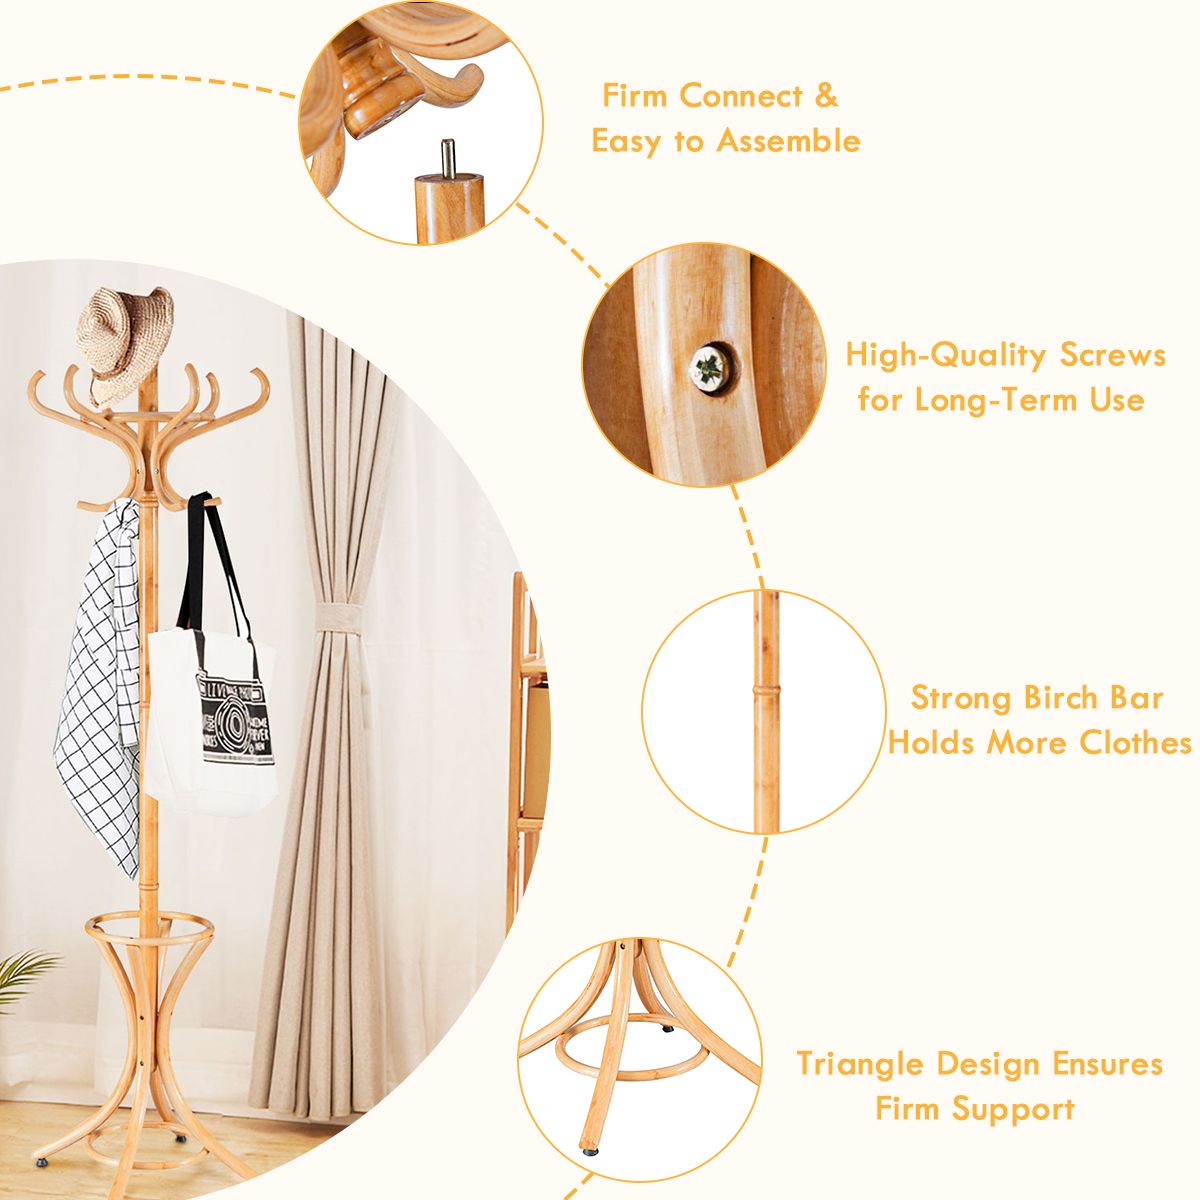 Firm Connect &
Easy to Assemble
High-Quality Screws
for Long-Term Use
Strong Birch Bar
Holds More Clothes
Triangle Design Ensures
Firm Support